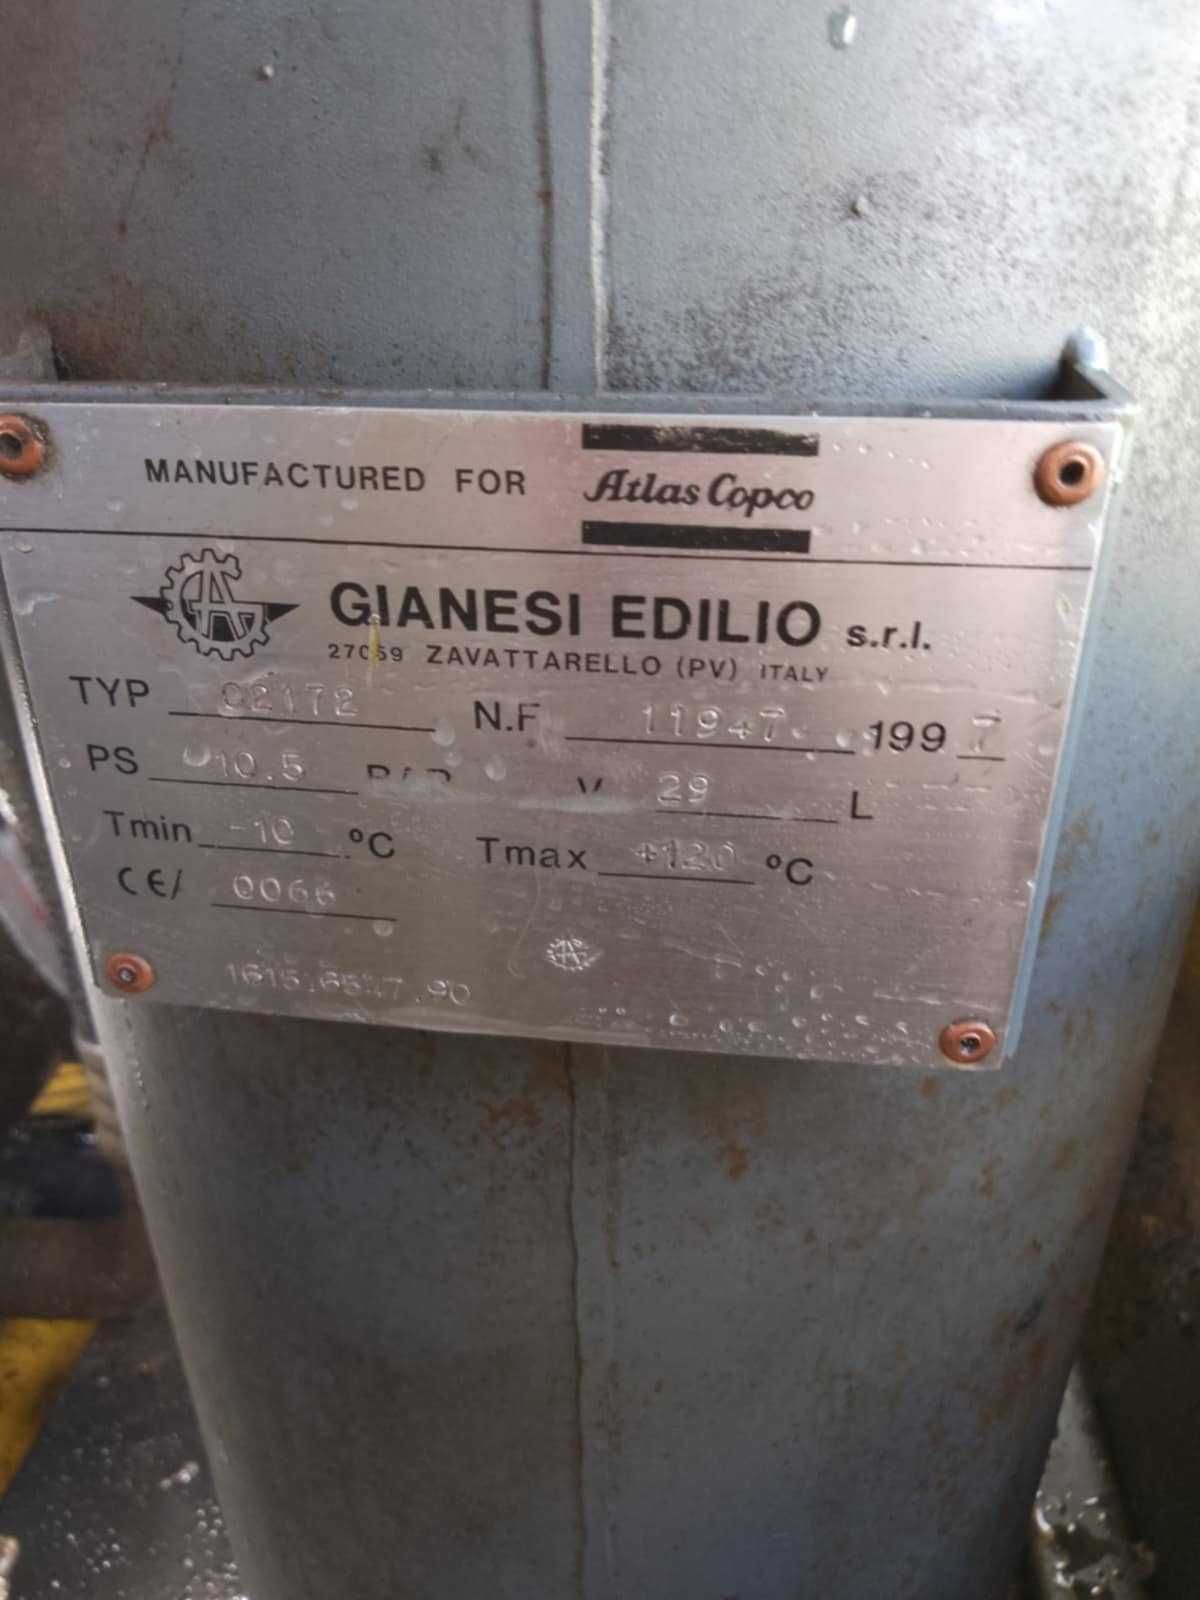 MANUFACTURED FOR Atlas Copco
GIANESI EDILIO s.r.l.
27059 ZAVATTARELLO (PV) ITALY
TYP 02172 N.F 11947 1997
PS 10.5 BAR V 29 L
Tmin -10 °C Tmax +120 °C
CE/ 0066